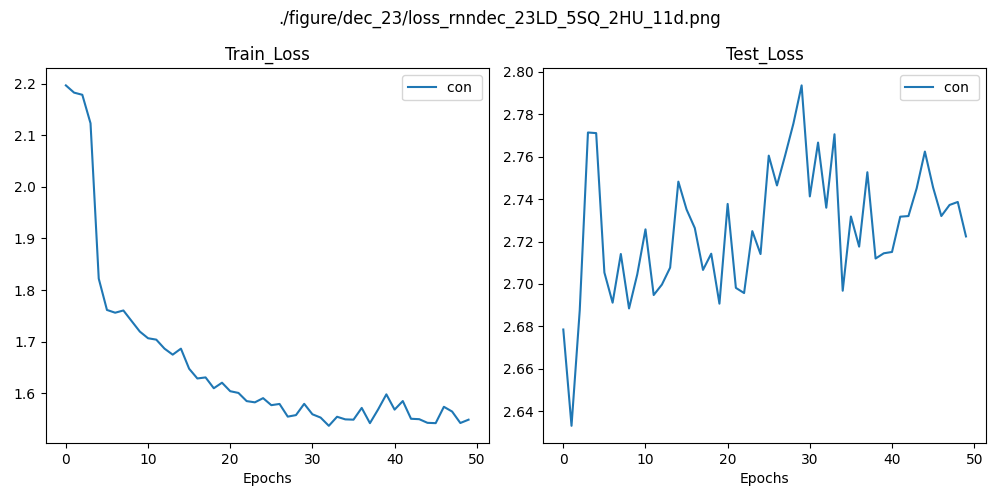 ./figure/dec_23/loss_rnndec_23LD_5SQ_2HU_11d.png
Train_Loss
con
2.2
2.1
2.0
1.9
1.8
1.7
1.6
0 10 20 30 40 50
Epochs
Test_Loss
con
2.80
2.78
2.76
2.74
2.72
2.70
2.68
2.66
2.64
0 10 20 30 40 50
Epochs